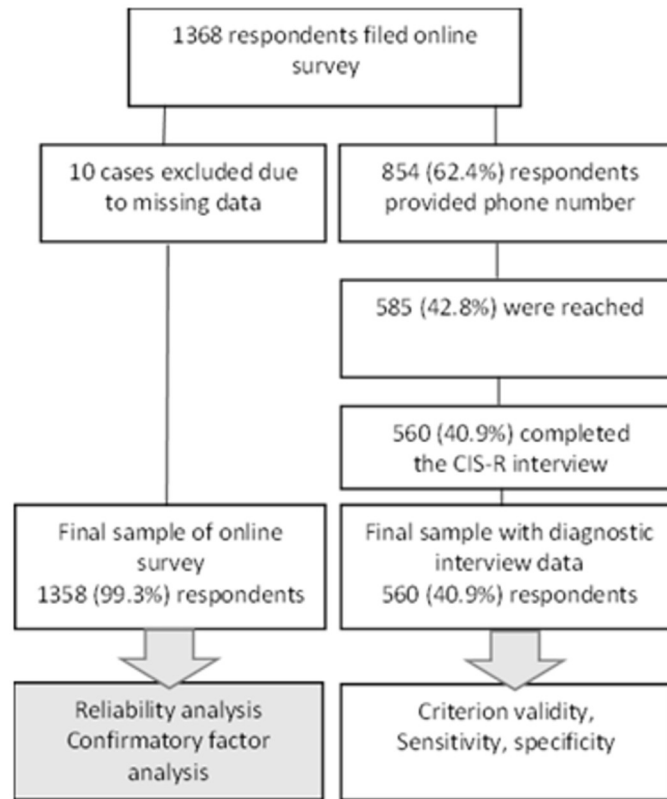 1368 respondents filed online
survey
10 cases excluded due
to missing data
854 (62.4%) respondents
provided phone number
585 (42.8%) were reached
560 (40.9%) completed
the CIS-R interview
Final sample of online
survey
1358 (99.3%) respondents
Final sample with diagnostic
interview data
560 (40.9%) respondents
Reliability analysis
Confirmatory factor
analysis
Criterion validity,
Sensitivity, specificity